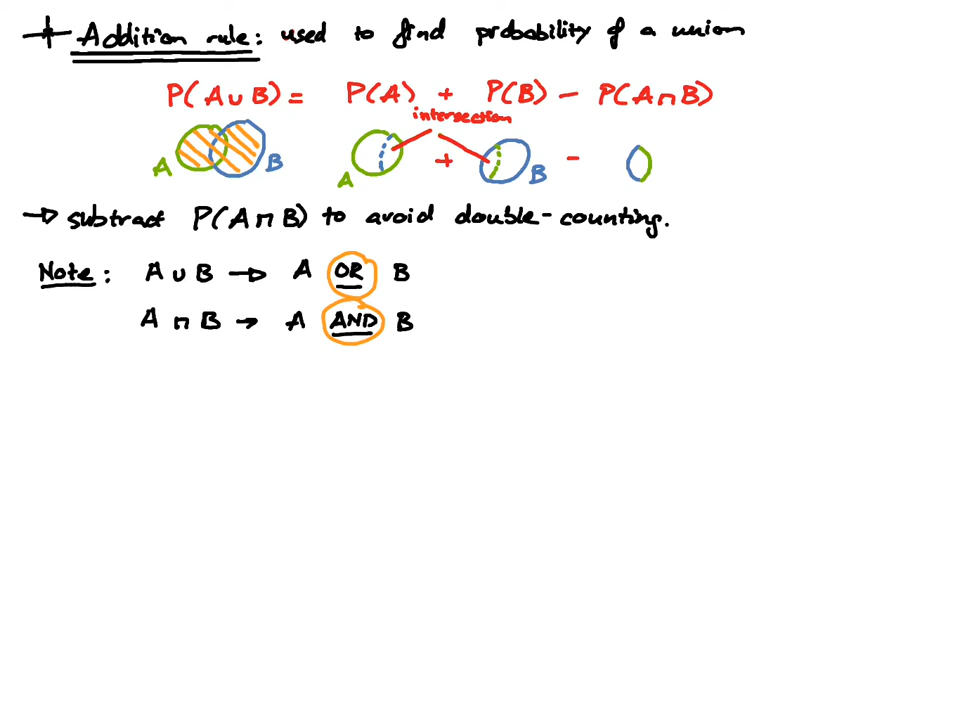 Addition rule: used to find probability of a union
P(A∪B) = P(A) + P(B) − P(A∩B)
intersection
A B A + B −
→ subtract P(A∩B) to avoid double-counting.
Note: A∪B → A OR B
A∩B → A AND B